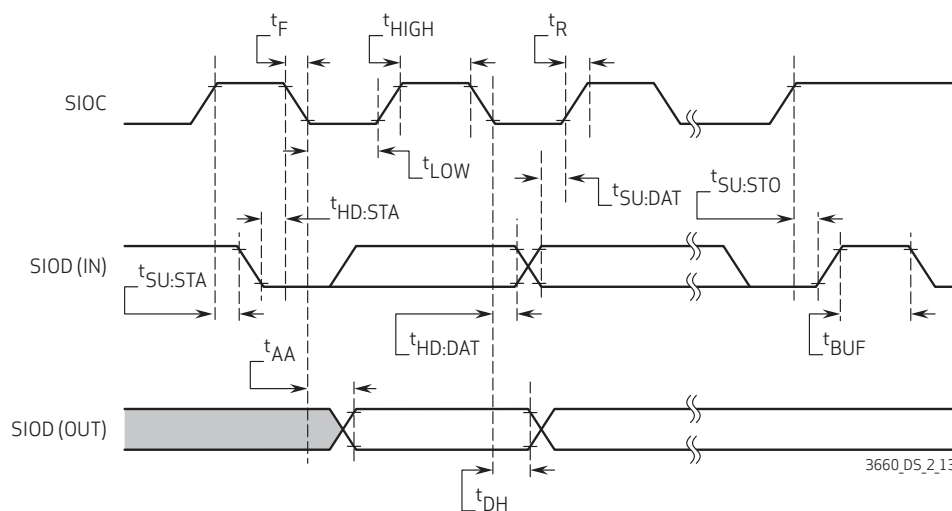 tF
tHIGH
tR
SIOC
tLOW
tSU:DAT
tSU:STO
tHD:STA
SIOD (IN)
tSU:STA
tHD:DAT
tBUF
tAA
SIOD (OUT)
3660_DS_2_13
tDH